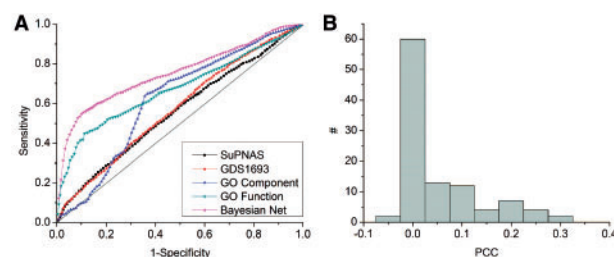 A
B
1.0
0.8
0.6
0.4
0.2
0.0
Sensitivity
0.0 0.2 0.4 0.6 0.8 1.0
1-Specificity
SuPNAS
GDS1693
GO Component
GO Function
Bayesian Net
60
50
40
30
20
10
0
#
-0.1 0.0 0.1 0.2 0.3 0.4
PCC